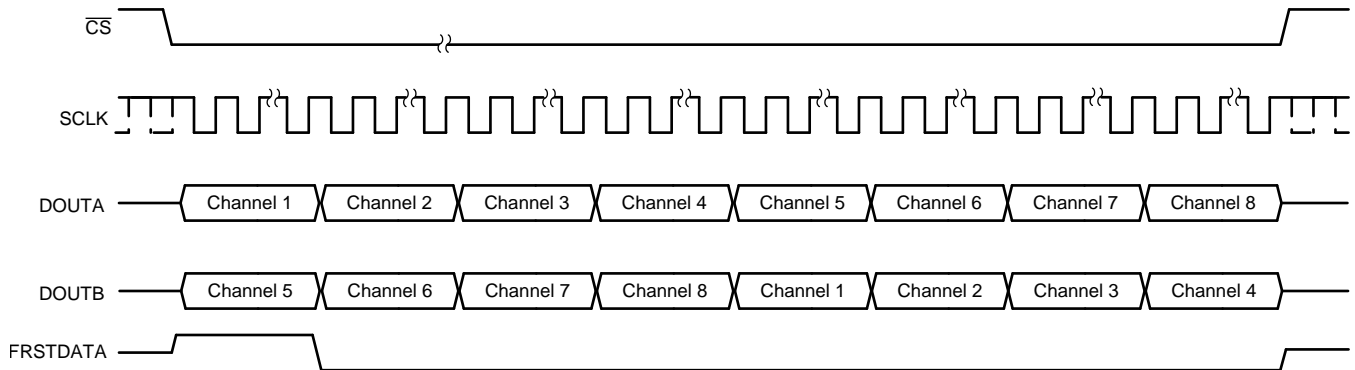 CS
SCLK
DOUTA Channel 1 Channel 2 Channel 3 Channel 4 Channel 5 Channel 6 Channel 7 Channel 8
DOUTB Channel 5 Channel 6 Channel 7 Channel 8 Channel 1 Channel 2 Channel 3 Channel 4
FRSTDATA